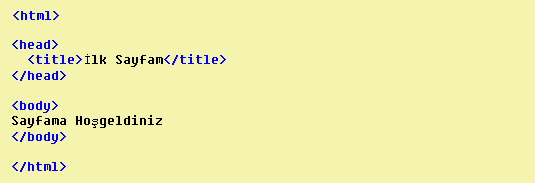 <html>
<head>
<title>İlk Sayfam</title>
</head>
<body>
Sayfama Hoşgeldiniz
</body>
</html>